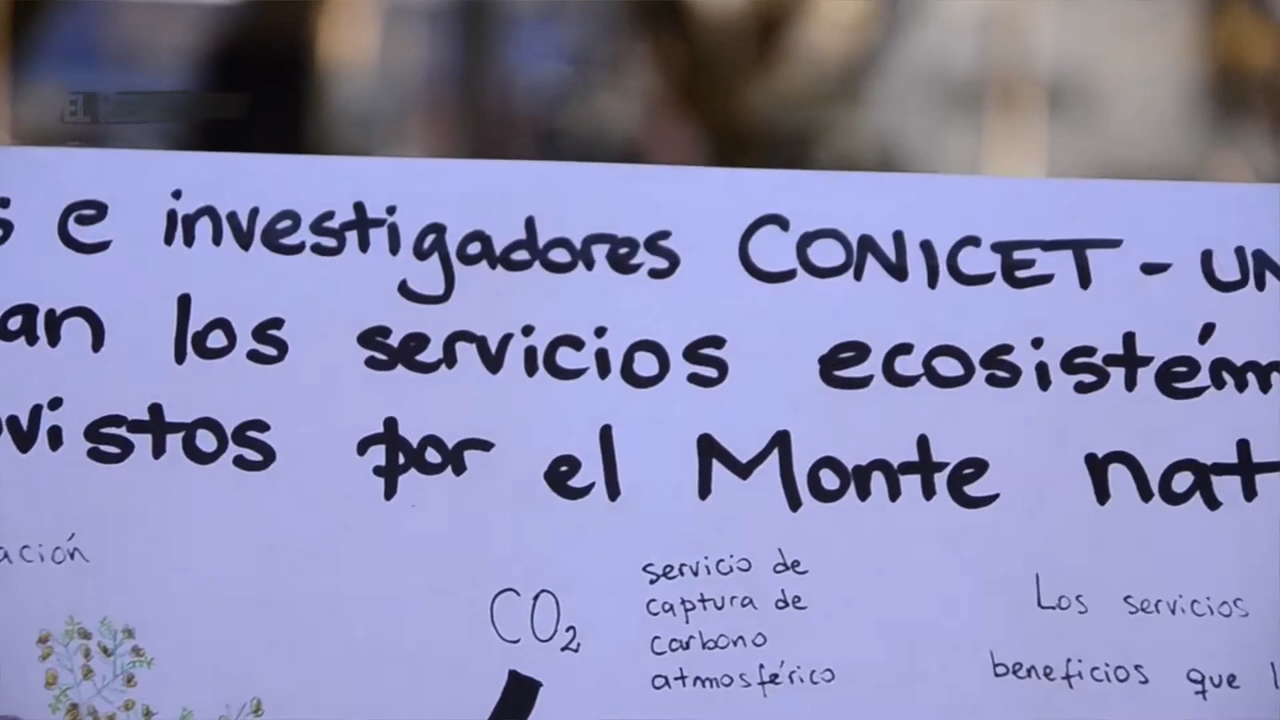 EL
s e investigadores CONICET - UN
an los servicios ecosistém
vistos por el Monte nat
ación
CO₂
servicio de
captura de
carbono
atmosférico
Los servicios
beneficios que l